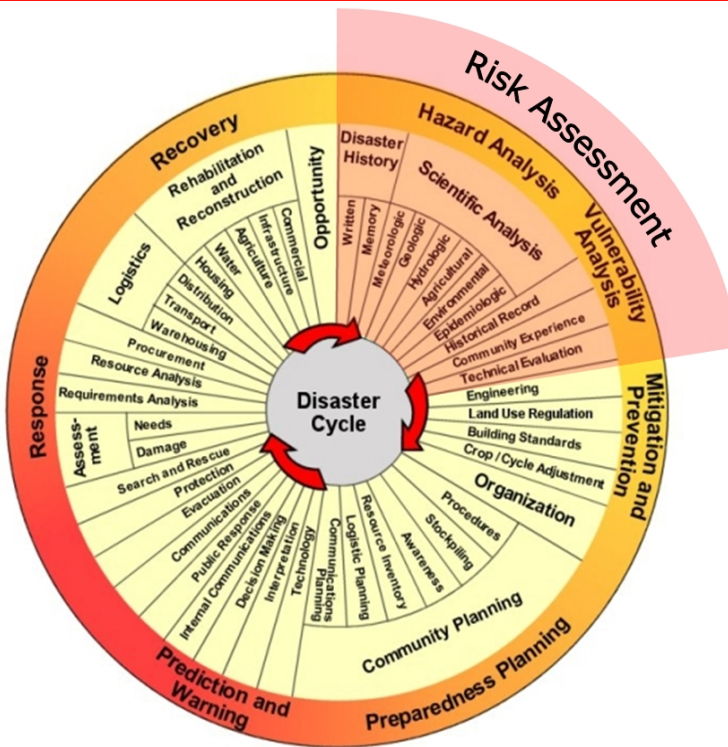 Risk Assessment
Hazard Analysis
Vulnerability
Analysis
Mitigation and
Prevention
Preparedness Planning
Prediction and
Warning
Response
Recovery
Disaster
History
Scientific Analysis
Written
Memory
Meteorologic
Geologic
Hydrologic
Agricultural
Environmental
Epidemiologic
Historical Record
Community Experience
Technical Evaluation
Engineering
Land Use Regulation
Building Standards
Crop / Cycle Adjustment
Organization
Procedures
Stockpiling
Awareness
Resource Inventory
Logistic Planning
Communications
Planning
Community Planning
Technology
Interpretation
Decision Making
Internal Communications
Public Response
Communications
Evacuation
Protection
Search and Rescue
Assess-
ment
Damage
Needs
Requirements Analysis
Resource Analysis
Procurement
Logistics
Warehousing
Transport
Distribution
Rehabilitation
and
Reconstruction
Housing
Water
Agriculture
Infrastructure
Commercial
Opportunity
Disaster
Cycle